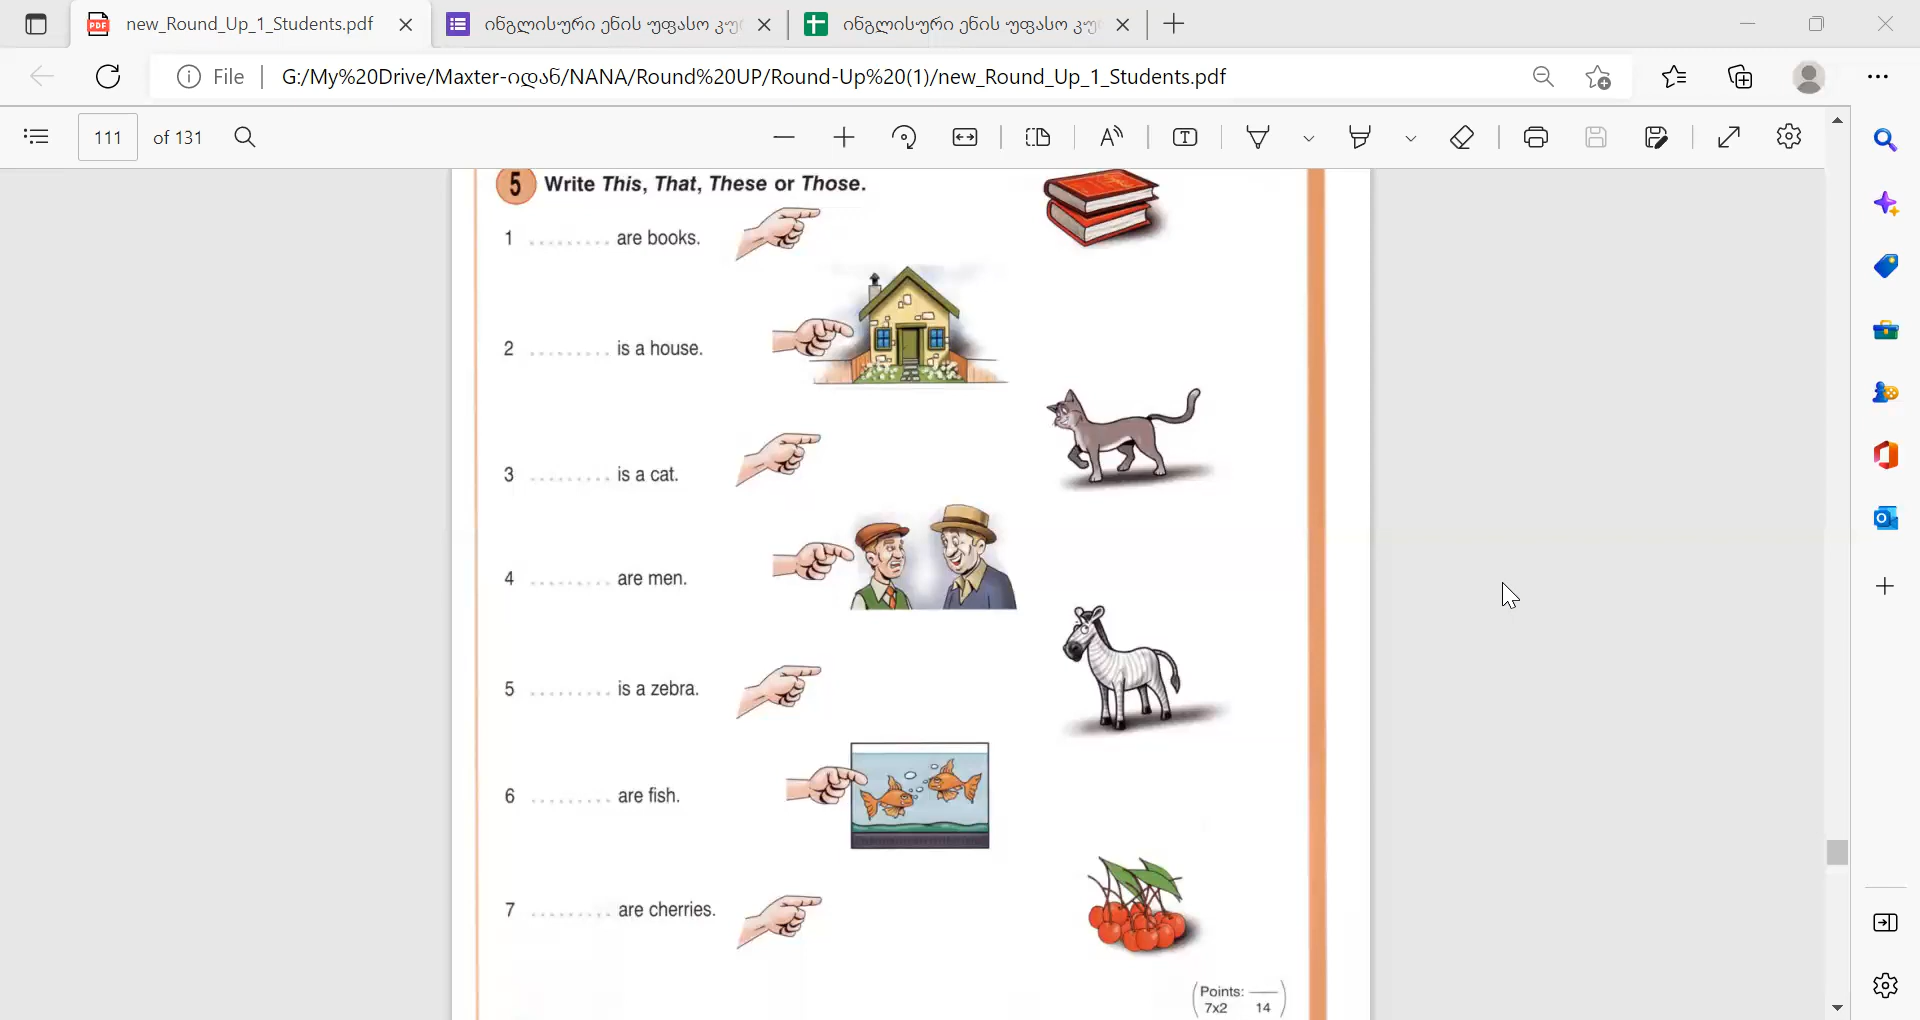 new_Round_Up_1_Students.pdf
ინგლისური ენის უფასო კუ
ინგლისური ენის უფასო კუ
File G:/My%20Drive/Maxter-იდან/NANA/Round%20UP/Round-Up%20(1)/new_Round_Up_1_Students.pdf
111 of 131
5 Write This, That, These or Those.
1 ......... are books.
2 ......... is a house.
3 ......... is a cat.
4 ......... are men.
5 ......... is a zebra.
6 ......... are fish.
7 ......... are cherries.
Points: ___
7x2 14